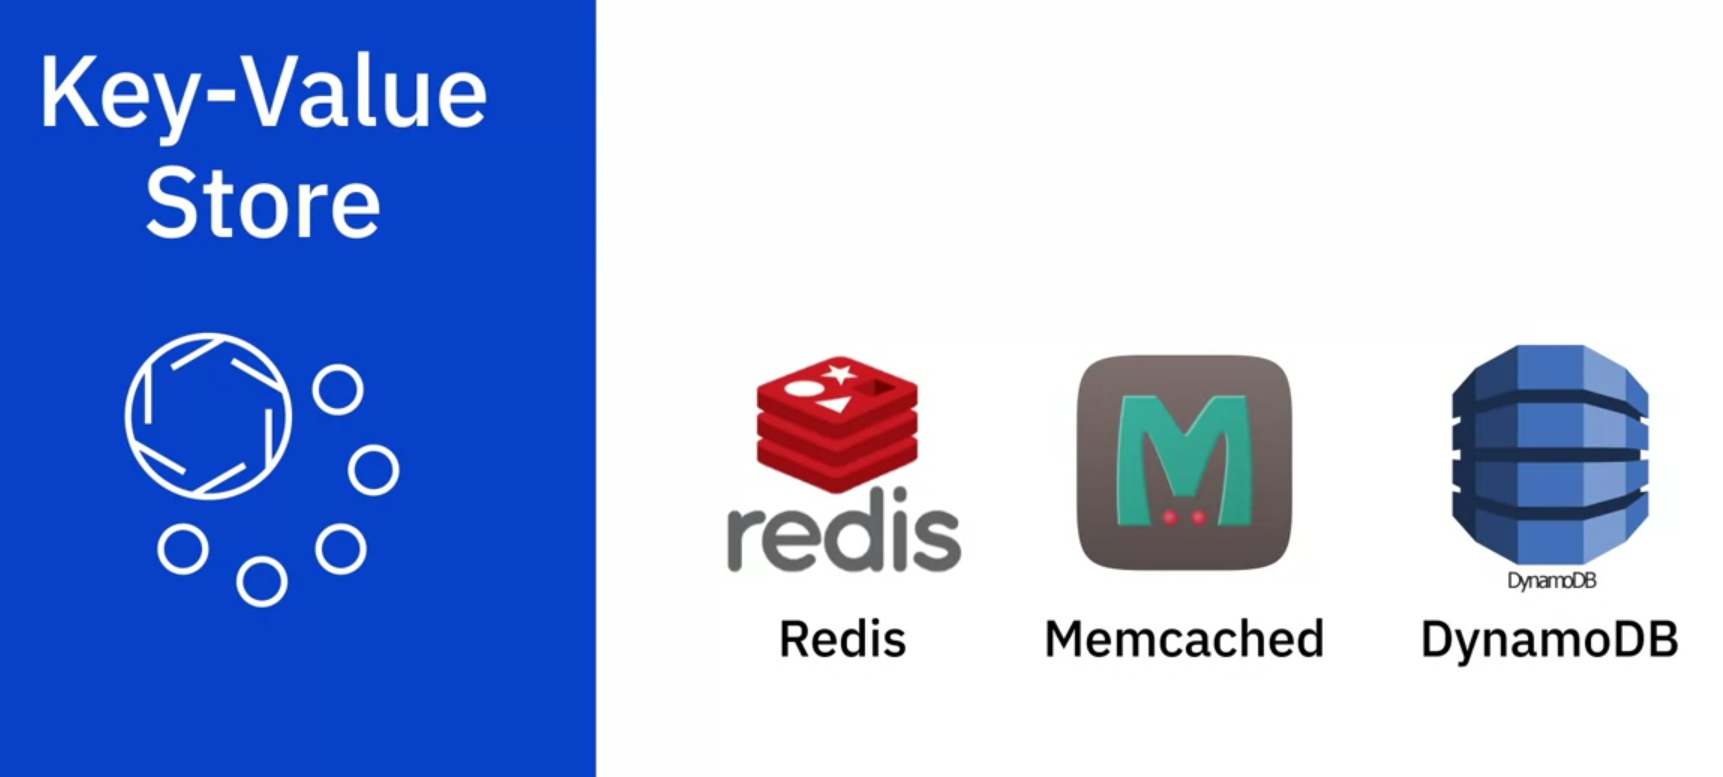 Key-Value
Store
redis
DynamoDB
Redis
Memcached
DynamoDB